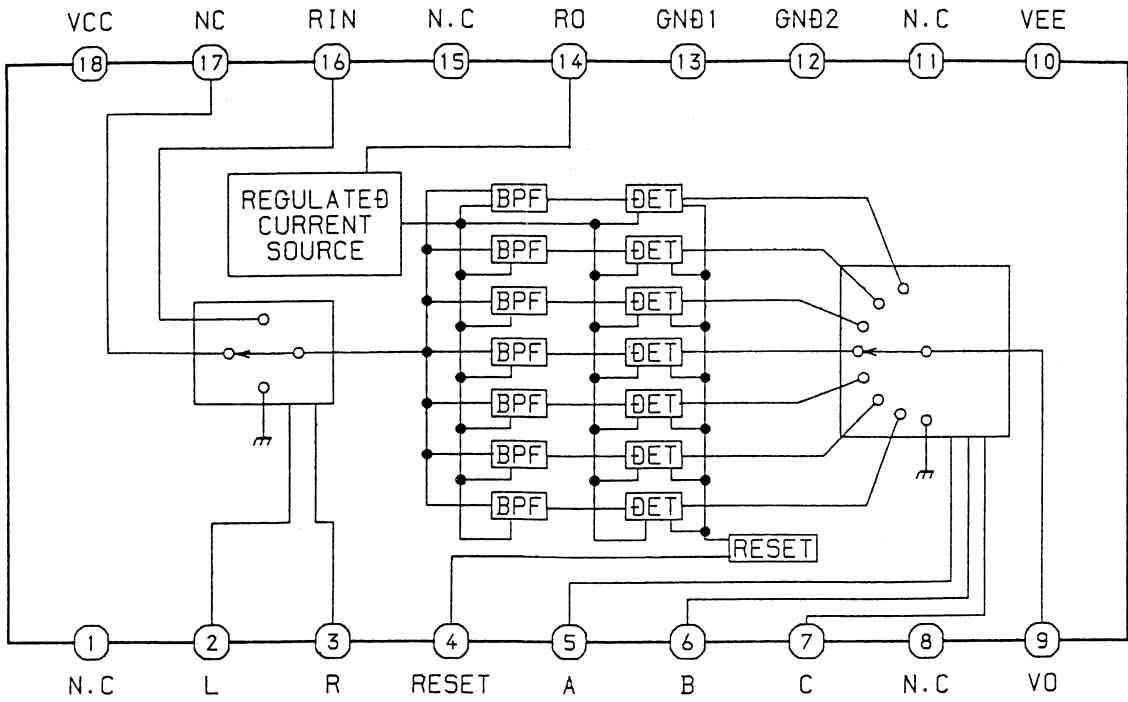 VCC NC RIN N.C RO GND1 GND2 N.C VEE
18 17 16 15 14 13 12 11 10
REGULATED
CURRENT
SOURCE
BPF DET
BPF DET
BPF DET
BPF DET
BPF DET
BPF DET
BPF DET
RESET
1 2 3 4 5 6 7 8 9
N.C L R RESET A B C N.C VO